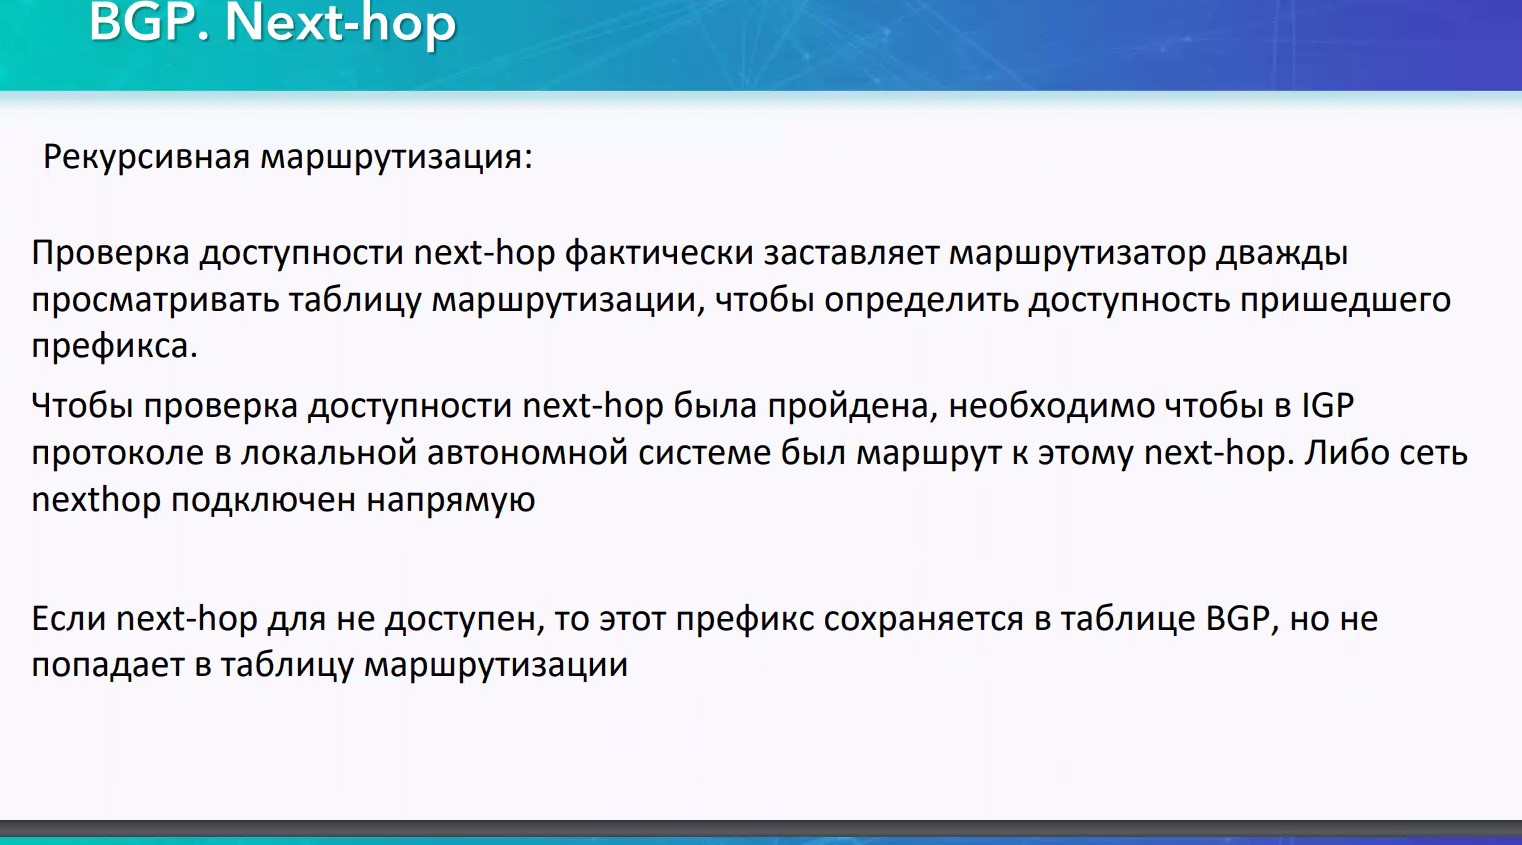 BGP. Next-hop
Рекурсивная маршрутизация:
Проверка доступности next-hop фактически заставляет маршрутизатор дважды
просматривать таблицу маршрутизации, чтобы определить доступность пришедшего
префикса.
Чтобы проверка доступности next-hop была пройдена, необходимо чтобы в IGP
протоколе в локальной автономной системе был маршрут к этому next-hop. Либо сеть
nexthop подключен напрямую
Если next-hop для не доступен, то этот префикс сохраняется в таблице BGP, но не
попадает в таблицу маршрутизации